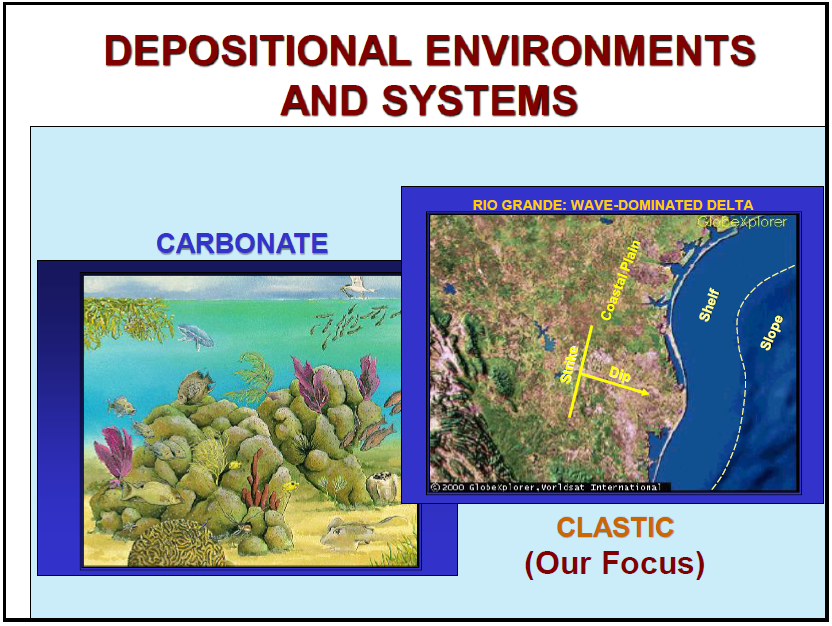 DEPOSITIONAL ENVIRONMENTS
AND SYSTEMS
CARBONATE
RIO GRANDE: WAVE-DOMINATED DELTA
GlobeXplorer
Coastal Plain
Shelf
Slope
Strike
Dip
©2000 GlobeXplorer,Worldsat International
CLASTIC
(Our Focus)